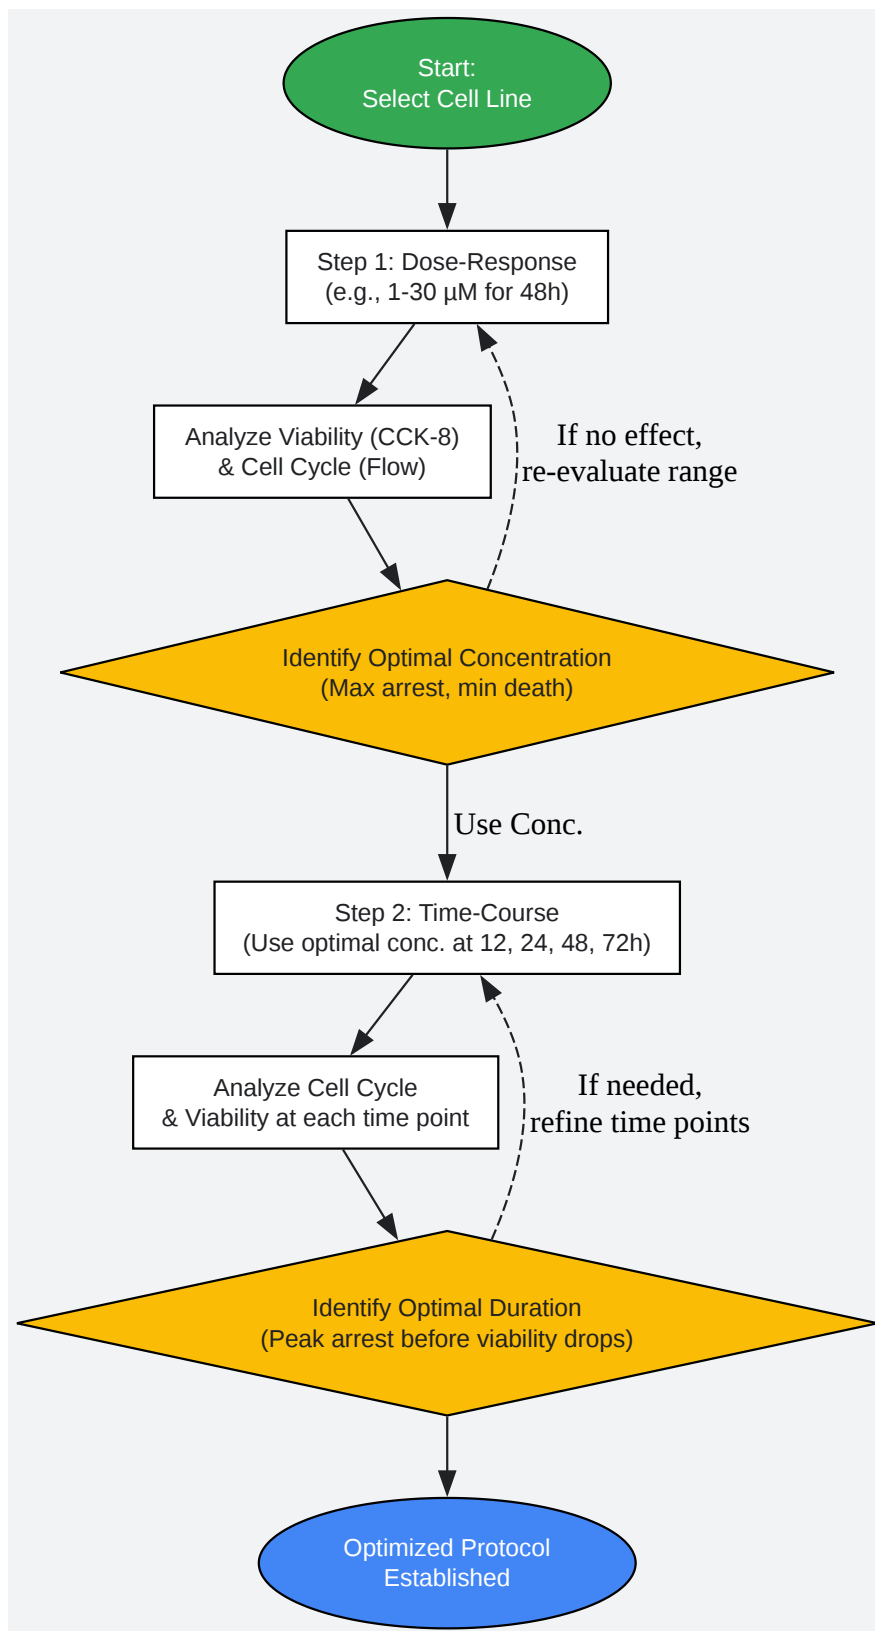 Start:
Select Cell Line
Step 1: Dose-Response
(e.g., 1-30 µM for 48h)
Analyze Viability (CCK-8)
& Cell Cycle (Flow)
If no effect,
re-evaluate range
Identify Optimal Concentration
(Max arrest, min death)
Use Conc.
Step 2: Time-Course
(Use optimal conc. at 12, 24, 48, 72h)
Analyze Cell Cycle
& Viability at each time point
If needed,
refine time points
Identify Optimal Duration
(Peak arrest before viability drops)
Optimized Protocol
Established